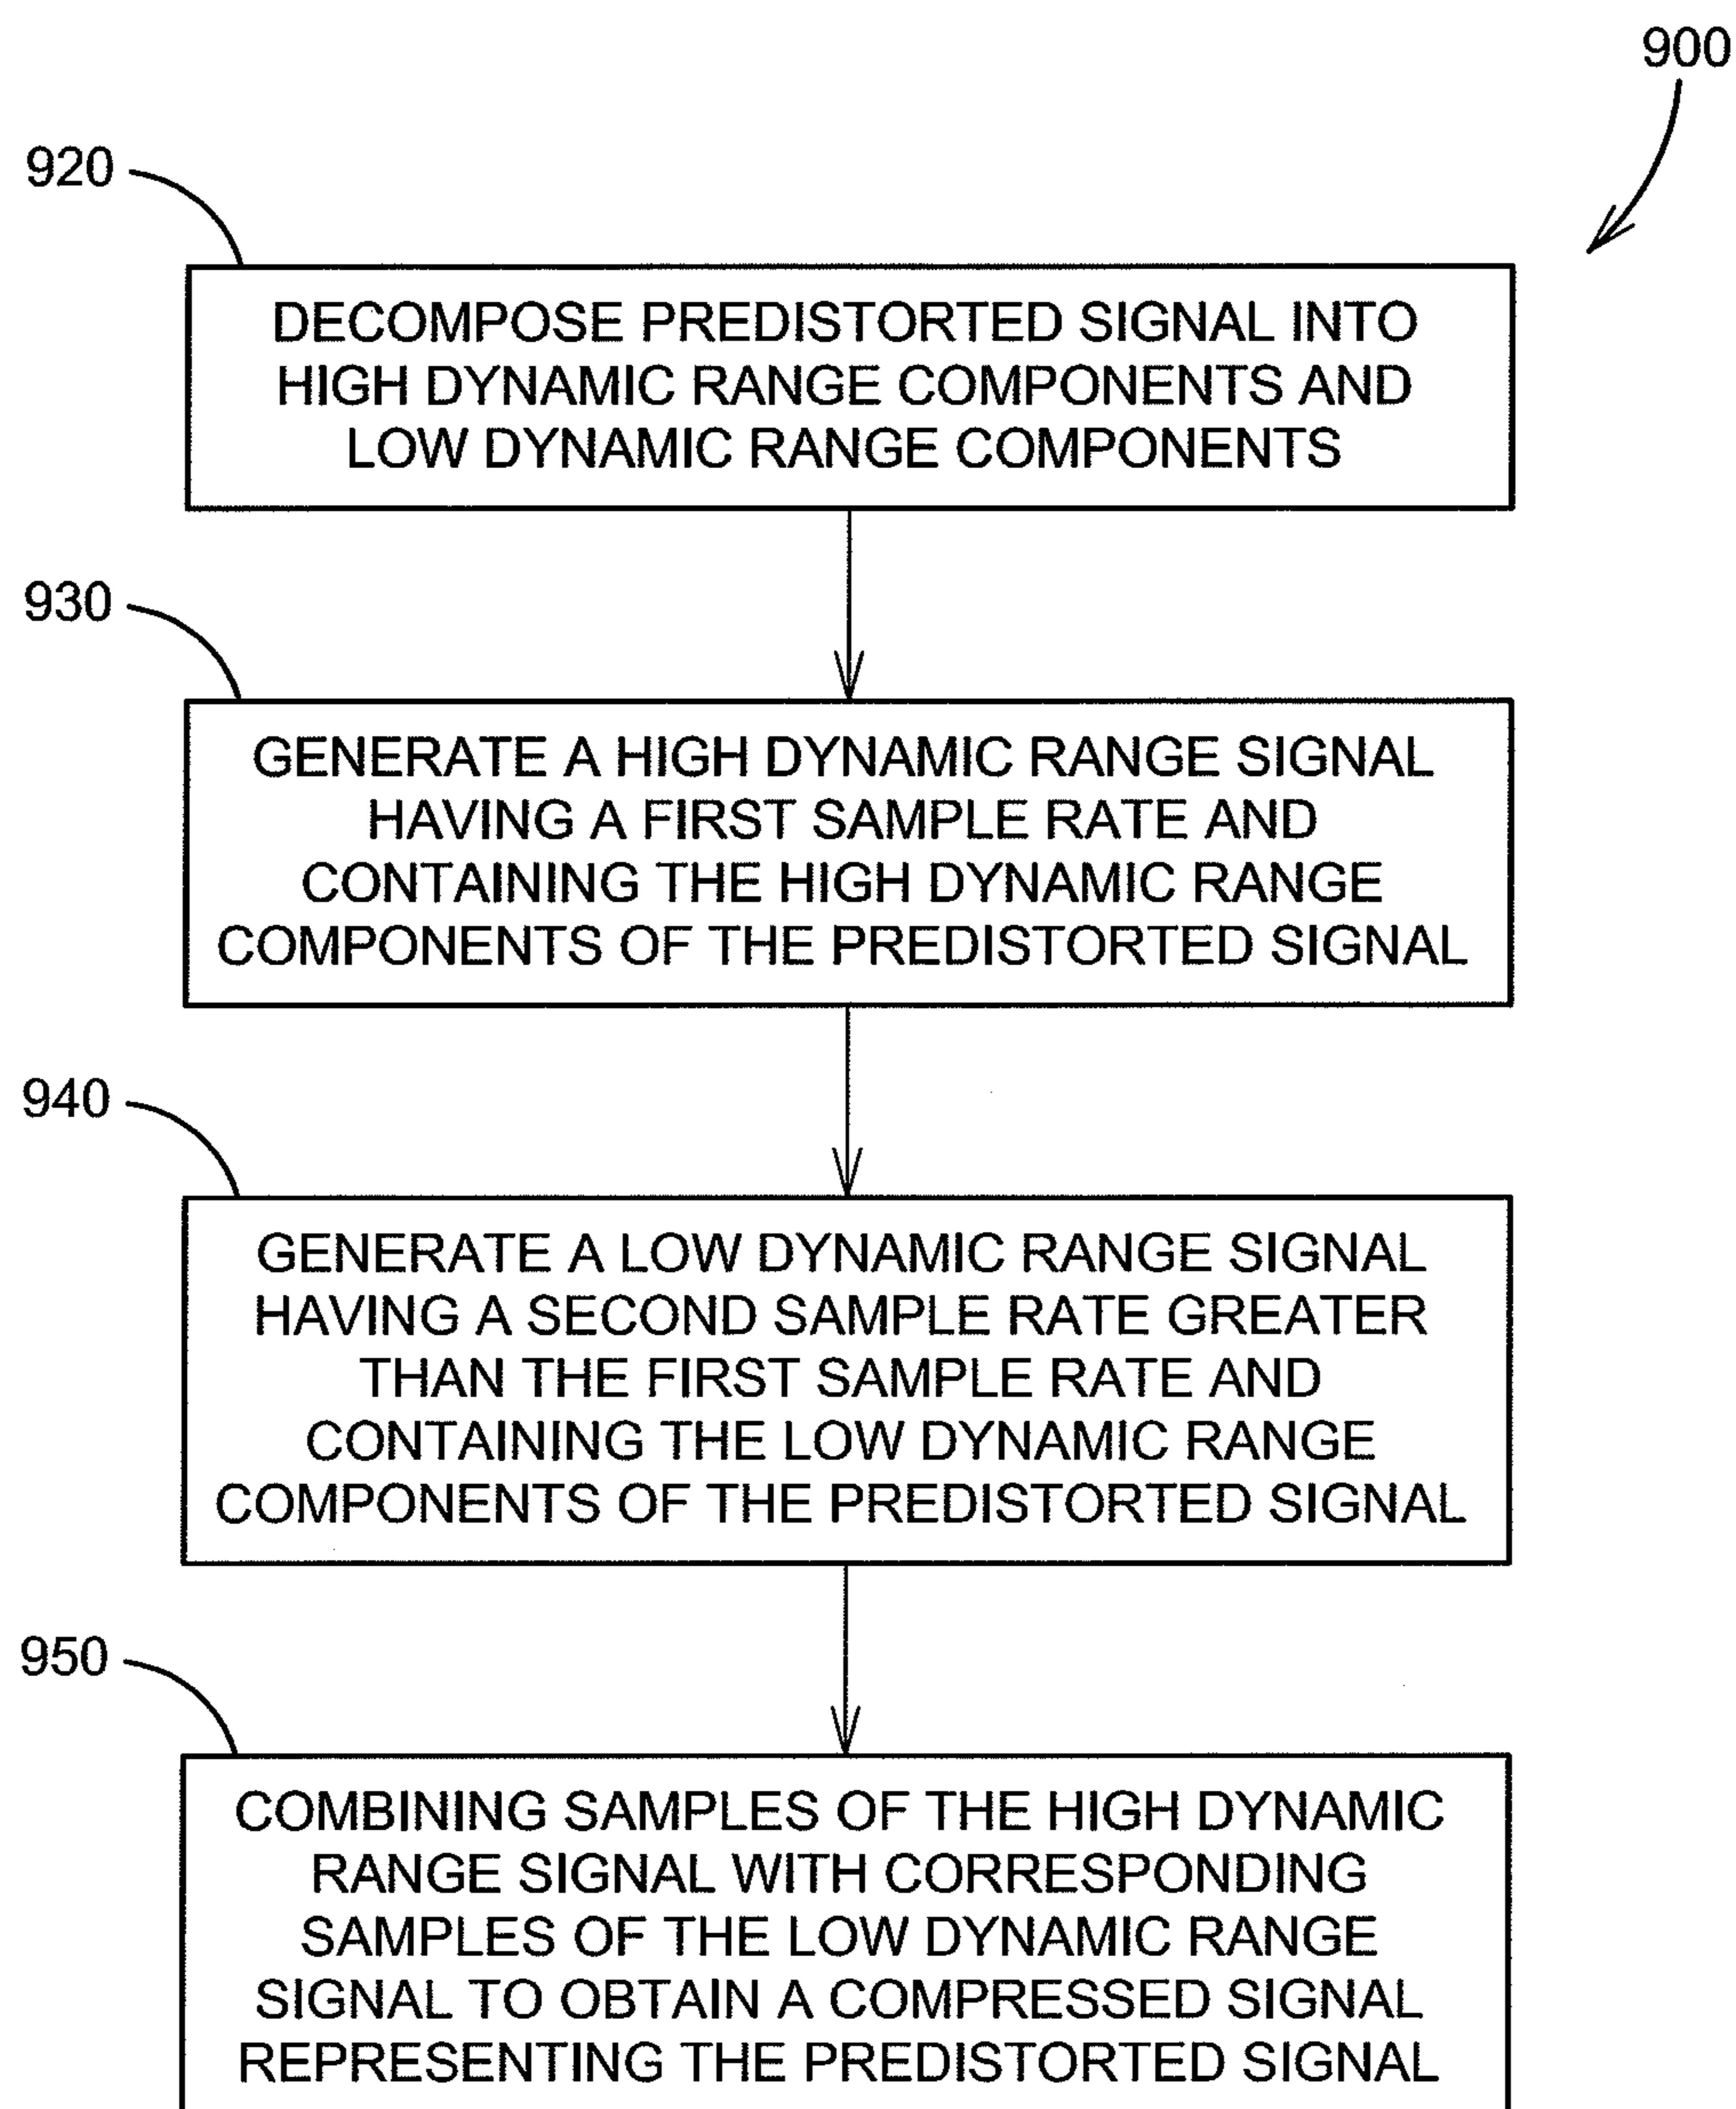 900
920
DECOMPOSE PREDISTORTED SIGNAL INTO
HIGH DYNAMIC RANGE COMPONENTS AND
LOW DYNAMIC RANGE COMPONENTS
930
GENERATE A HIGH DYNAMIC RANGE SIGNAL
HAVING A FIRST SAMPLE RATE AND
CONTAINING THE HIGH DYNAMIC RANGE
COMPONENTS OF THE PREDISTORTED SIGNAL
940
GENERATE A LOW DYNAMIC RANGE SIGNAL
HAVING A SECOND SAMPLE RATE GREATER
THAN THE FIRST SAMPLE RATE AND
CONTAINING THE LOW DYNAMIC RANGE
COMPONENTS OF THE PREDISTORTED SIGNAL
950
COMBINING SAMPLES OF THE HIGH DYNAMIC
RANGE SIGNAL WITH CORRESPONDING
SAMPLES OF THE LOW DYNAMIC RANGE
SIGNAL TO OBTAIN A COMPRESSED SIGNAL
REPRESENTING THE PREDISTORTED SIGNAL